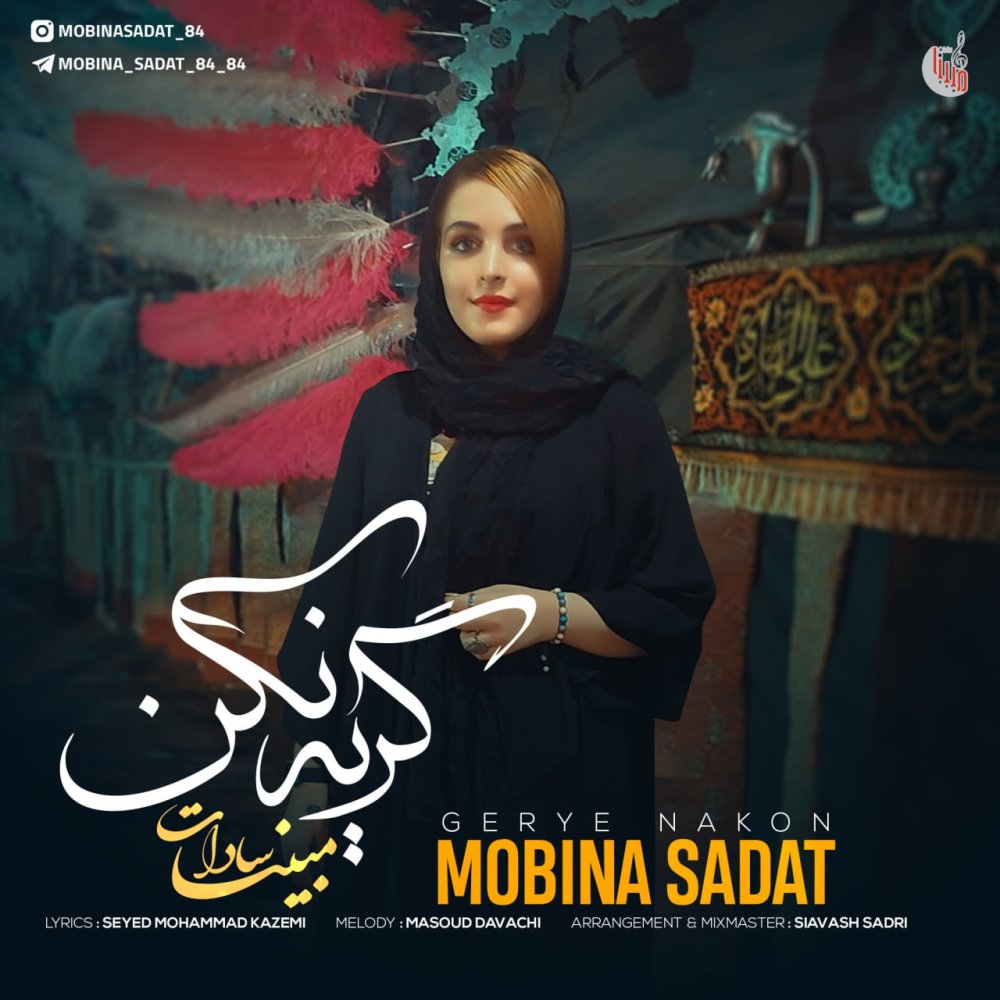 MOBINASADAT_84
MOBINA_SADAT_84_84
گریه نکن
مبینا سادات
GERYE NAKON
MOBINA SADAT
LYRICS : SEYED MOHAMMAD KAZEMI MELODY : MASOUD DAVACHI ARRANGEMENT & MIXMASTER : SIAVASH SADRI